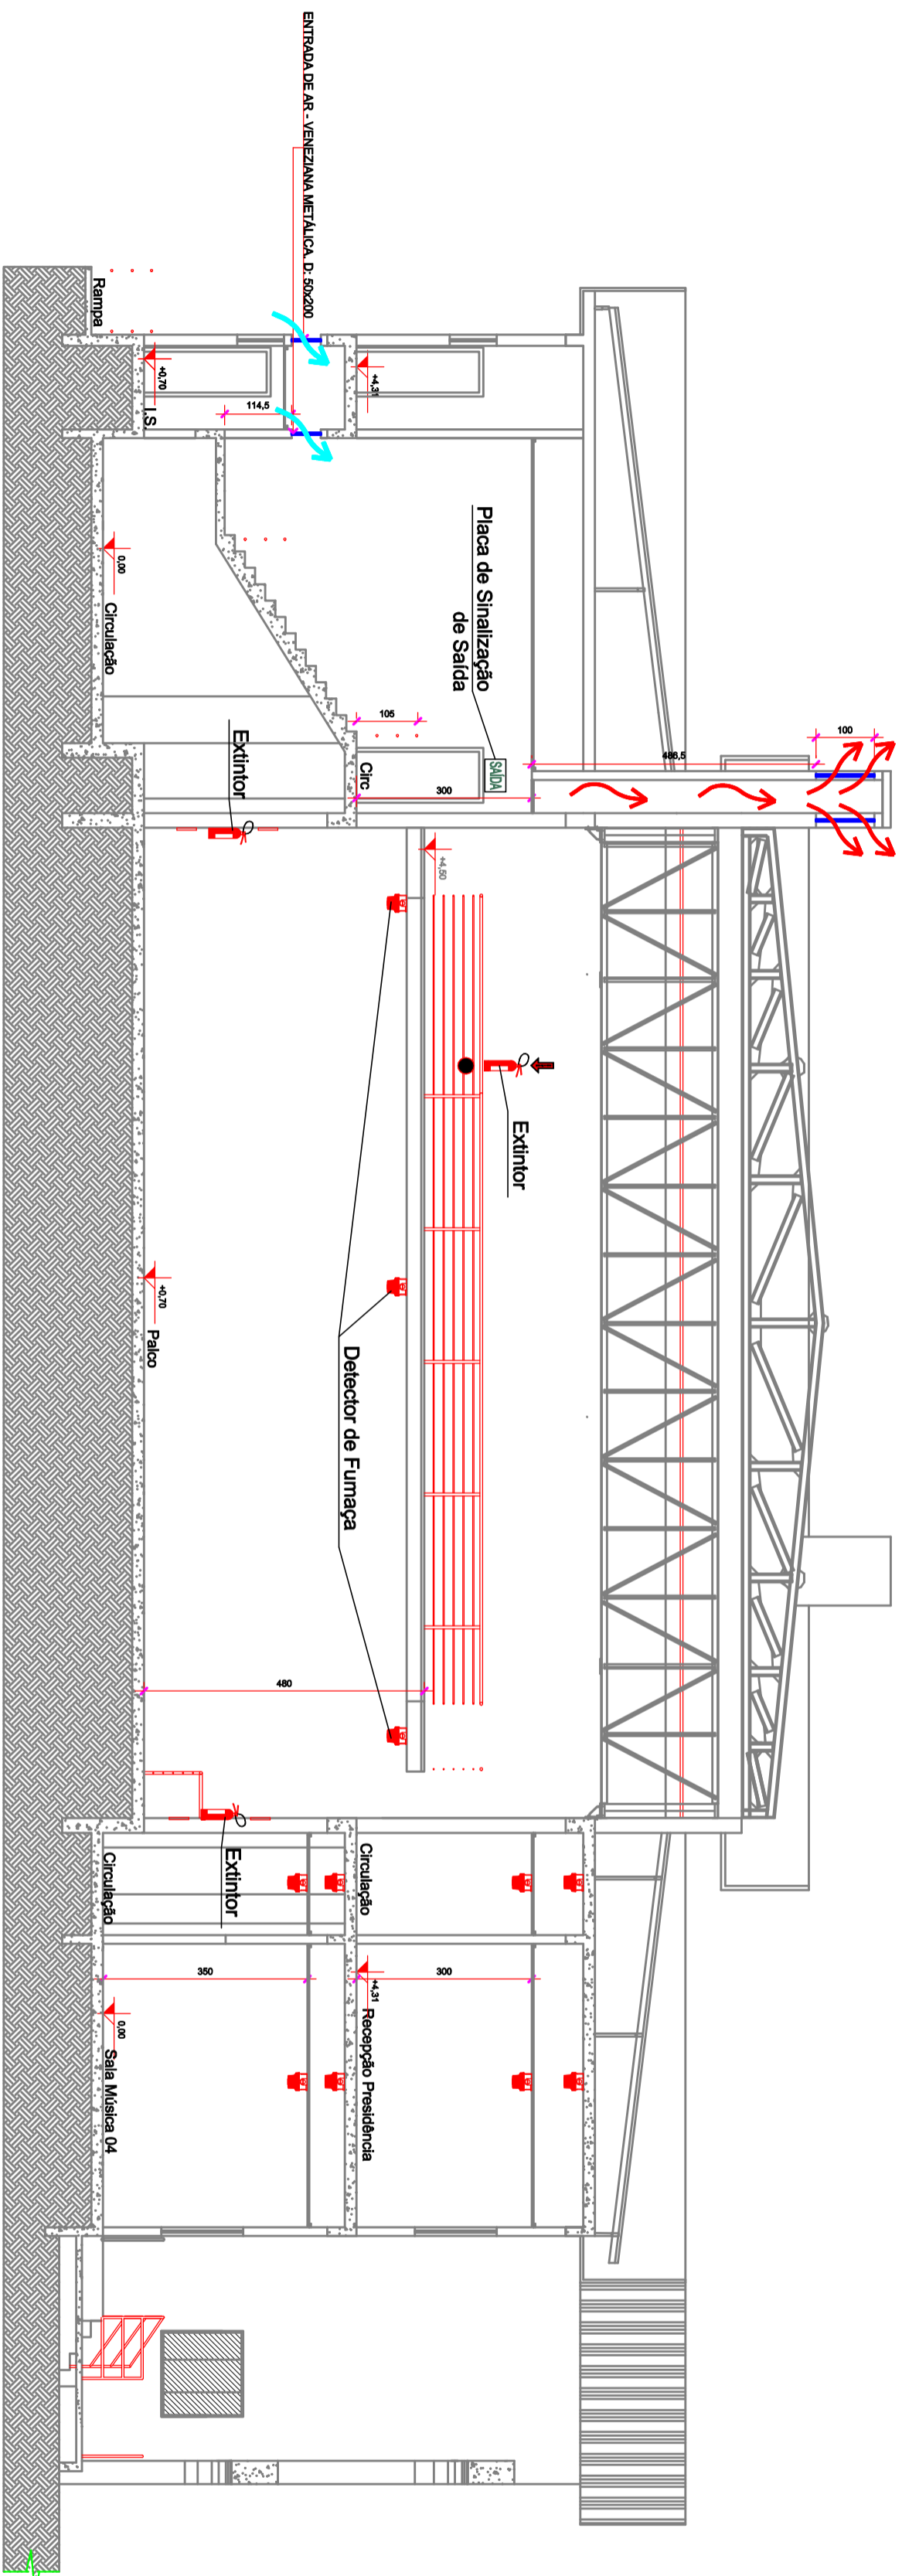 ENTRADA DE AR - VENEZIANA METÁLICA. D: 50x200
Rampa
+0,70
I.S.
+4,31
114,5
0,00
Circulação
Placa de Sinalização
de Saída
SAÍDA
105
Circ
300
486,5
100
Extintor
+4,50
Extintor
Detector de Fumaça
+0,70
Palco
480
Extintor
Circulação
Circulação
350
300
+4,31
Recepção Presidência
0,00
Sala Música 04